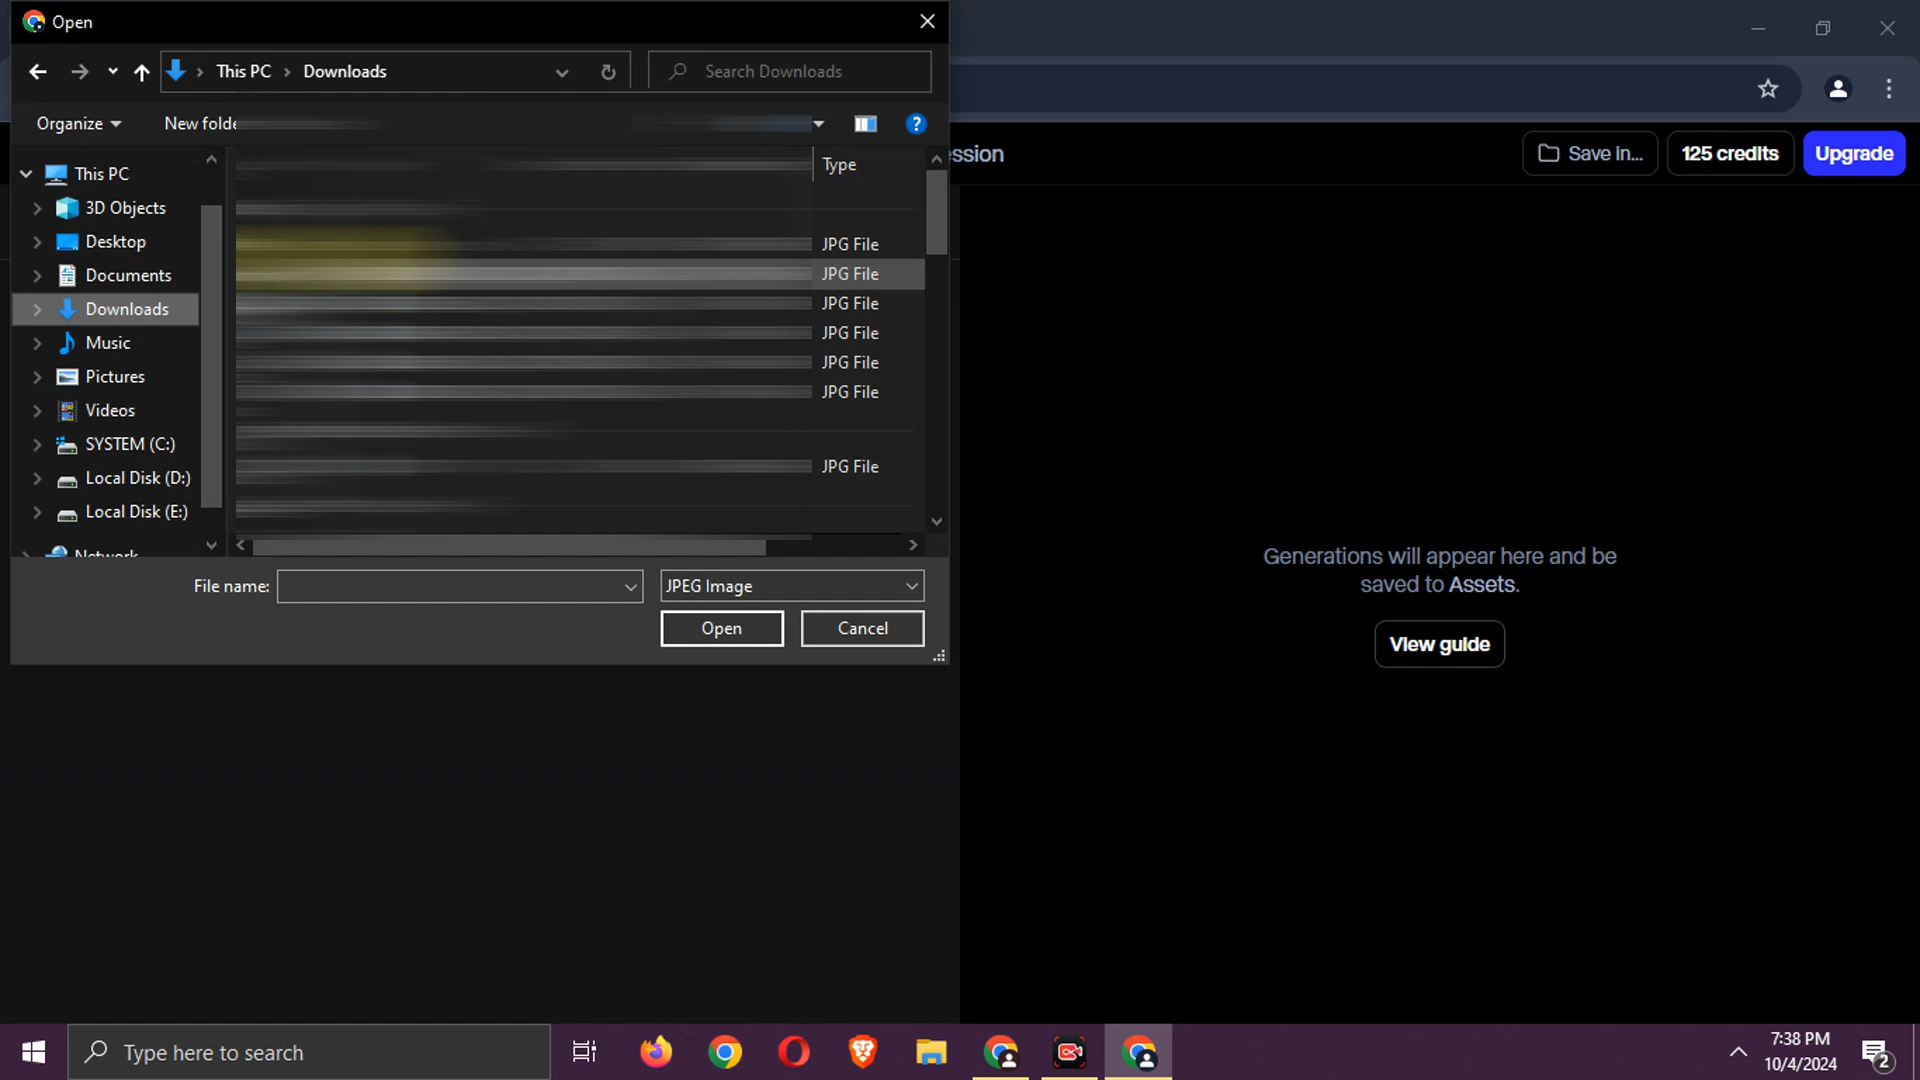 Open
This PC
Downloads
Search Downloads
Organize
New folde
Type
This PC
3D Objects
Desktop
Documents
Downloads
Music
Pictures
Videos
SYSTEM (C:)
Local Disk (D:)
Local Disk (E:)
Network
JPG File
JPG File
JPG File
JPG File
JPG File
JPG File
JPG File
File name:
JPEG Image
Open
Cancel
ession
Save in...
125 credits
Upgrade
Generations will appear here and be
saved to Assets.
View guide
Type here to search
7:38 PM
10/4/2024
2